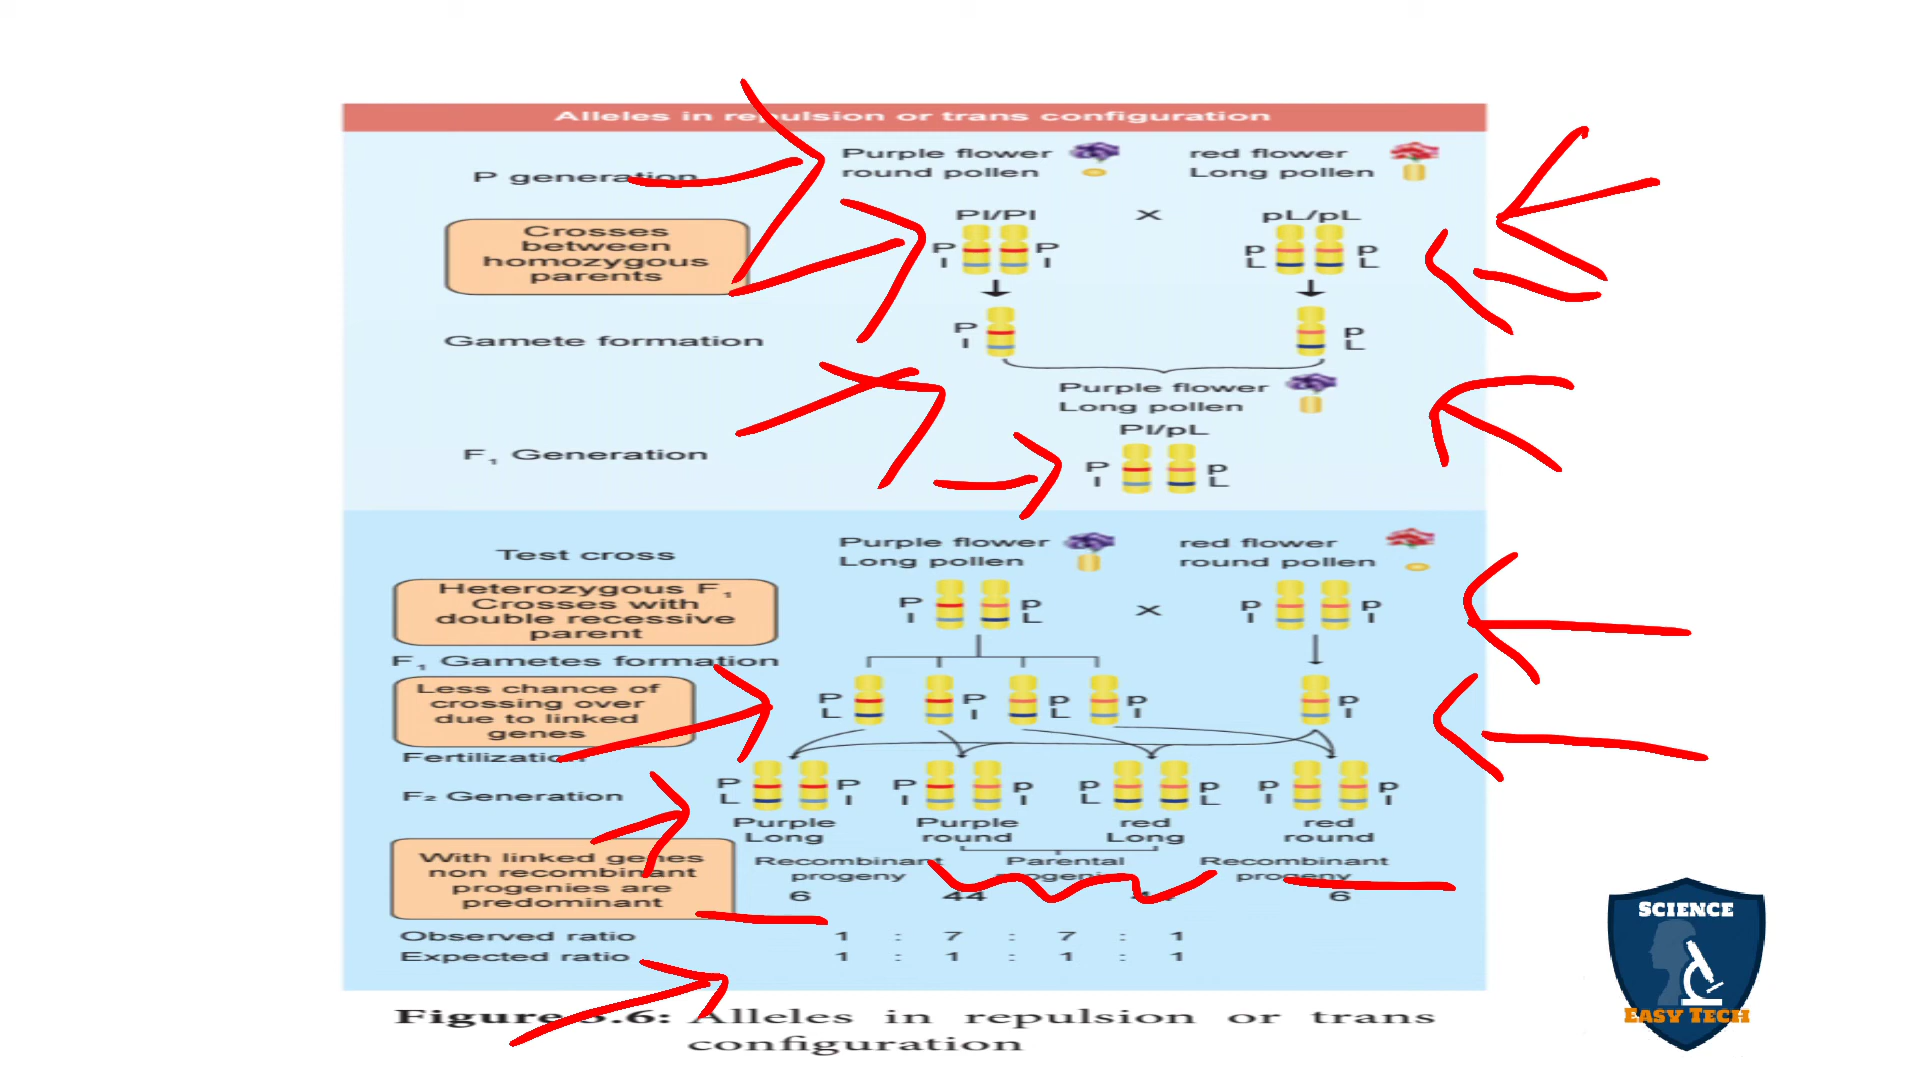 Alleles in repulsion or trans configuration
Purple flower
round pollen
red flower
Long pollen
P generation
Pl/Pl X pL/pL
Crosses
between
homozygous
parents
P P
l l
p p
L L
Gamete formation
P
l
p
L
Purple flower
Long pollen
Pl/pL
F₁ Generation
P p
l L
Test cross
Purple flower
Long pollen
red flower
round pollen
Heterozygous F₁
Crosses with
double recessive
parent
P p
l L
X
p p
l l
F₁ Gametes formation
Less chance of
crossing over
due to linked
genes
P P p p p
L l L l l
Fertilization
F₂ Generation
P P P p p p p p
L l l l L L l l
Purple
Long
Purple
round
red
Long
red
round
With linked genes
non recombinant
progenies are
predominant
Recombinant
progeny
Parental
Recombinant
progeny
6 44 6
Observed ratio 1 : 7 : 7 : 1
Expected ratio 1 : 1 : 1 : 1
Alleles in repulsion or trans
configuration
SCIENCE
EASY TECH